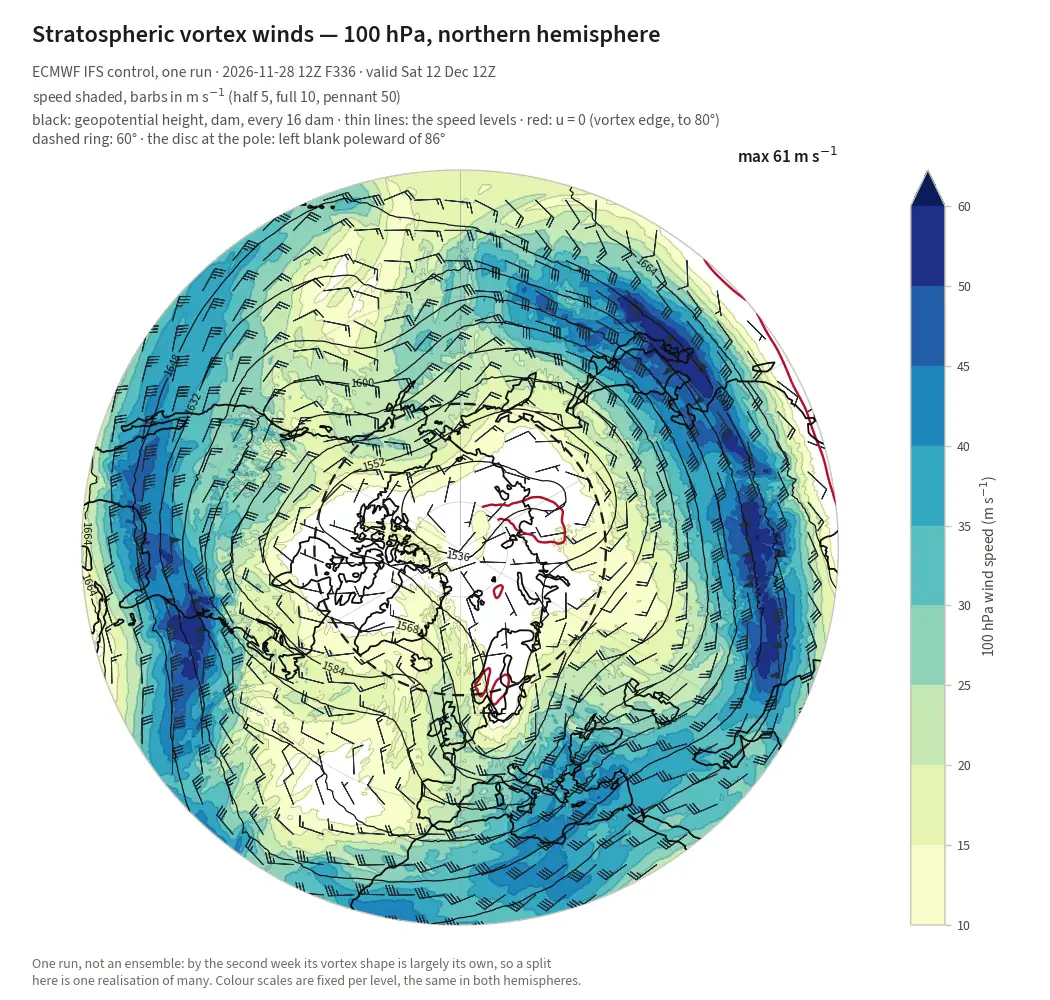 Stratospheric vortex winds — 100 hPa, northern hemisphere
ECMWF IFS control, one run · 2026-11-28 12Z F336 · valid Sat 12 Dec 12Z
speed shaded, barbs in m s⁻¹ (half 5, full 10, pennant 50)
black: geopotential height, dam, every 16 dam · thin lines: the speed levels · red: u = 0 (vortex edge, to 80°)
dashed ring: 60° · the disc at the pole: left blank poleward of 86°
max 61 m s⁻¹
60
50
45
40
35
30
25
20
15
10
100 hPa wind speed (m s⁻¹)
1664
1648
1632
1600
1552
1664
1536
1664
1568
1584
One run, not an ensemble: by the second week its vortex shape is largely its own, so a split
here is one realisation of many. Colour scales are fixed per level, the same in both hemispheres.